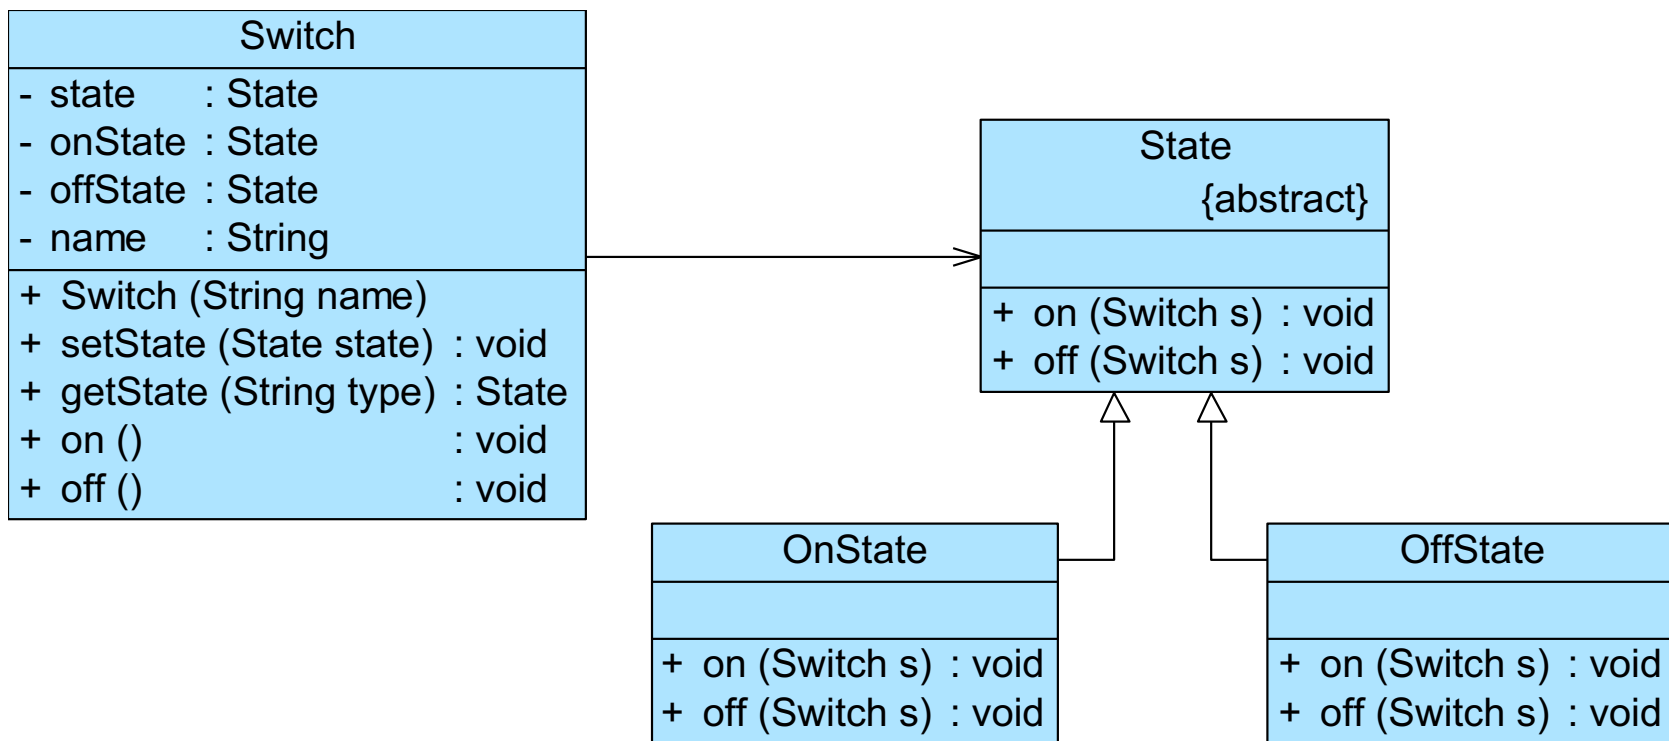 Switch
- state : State
- onState : State
- offState : State
- name : String
+ Switch (String name)
+ setState (State state) : void
+ getState (String type) : State
+ on () : void
+ off () : void
State
{abstract}
+ on (Switch s) : void
+ off (Switch s) : void
OnState
+ on (Switch s) : void
+ off (Switch s) : void
OffState
+ on (Switch s) : void
+ off (Switch s) : void